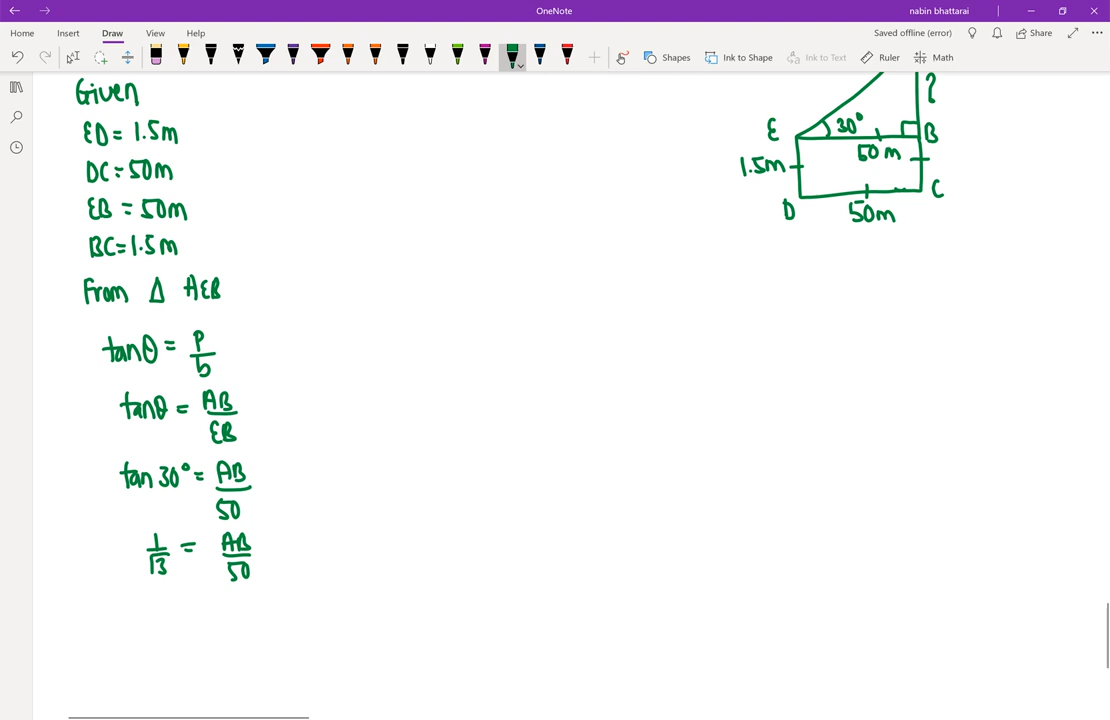 OneNote
nabin bhattarai
Home Insert Draw View Help
Saved offline (error)
Share
Shapes
Ink to Shape
Ink to Text
Ruler
Math
Given
ED = 1.5m
DC = 50m
EB = 50m
BC = 1.5m
From Δ AEB
tanθ = P/b
tanθ = AB/EB
tan 30° = AB/50
1/√3 = AB/50
?
E 30° B
50 m
1.5m
D C
50m